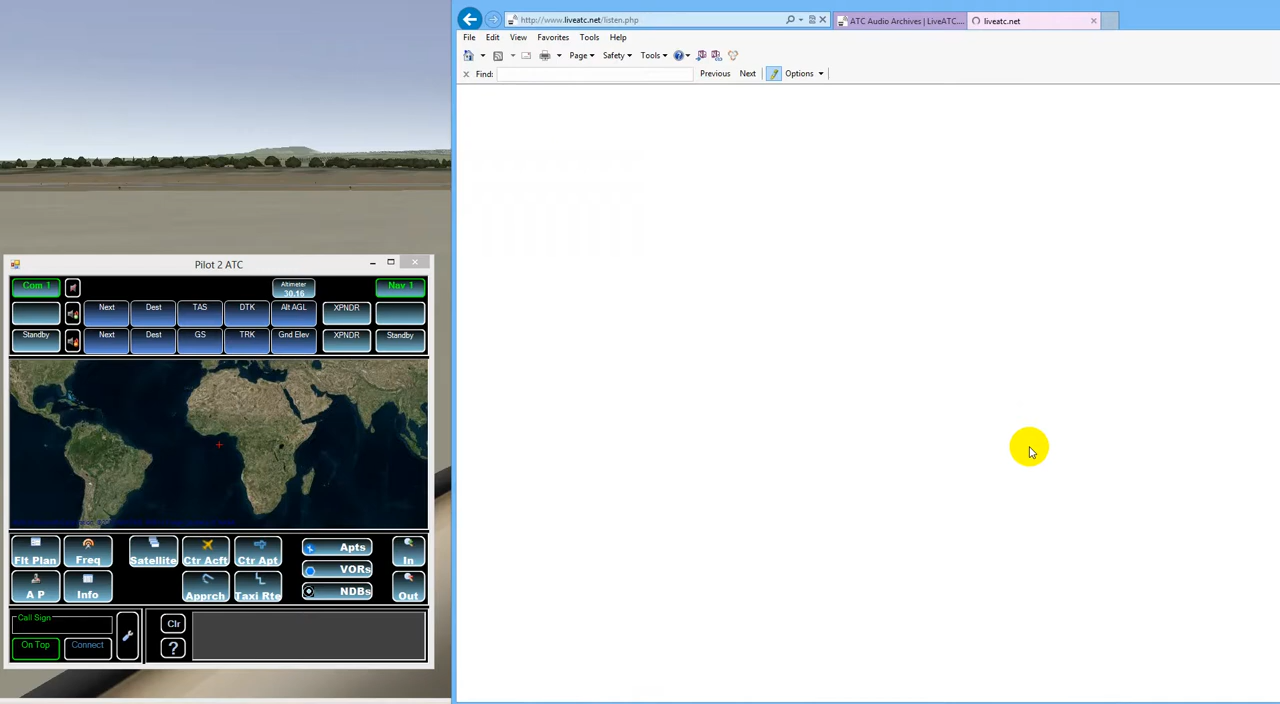 http://www.liveatc.net/listen.php
ATC Audio Archives | LiveATC....
liveatc.net
File Edit View Favorites Tools Help
Page Safety Tools
Find: Previous Next Options
Pilot 2 ATC
Com 1 Altimeter 30.16 Nav 1
Next Dest TAS DTK Alt AGL XPNDR
Standby Next Dest GS TRK Gnd Elev XPNDR Standby
Flt Plan Freq Satellite Ctr Acft Ctr Apt Apts In
VORs
A P Info Apprch Taxi Rte NDBs Out
Call Sign Clr
On Top Connect ?